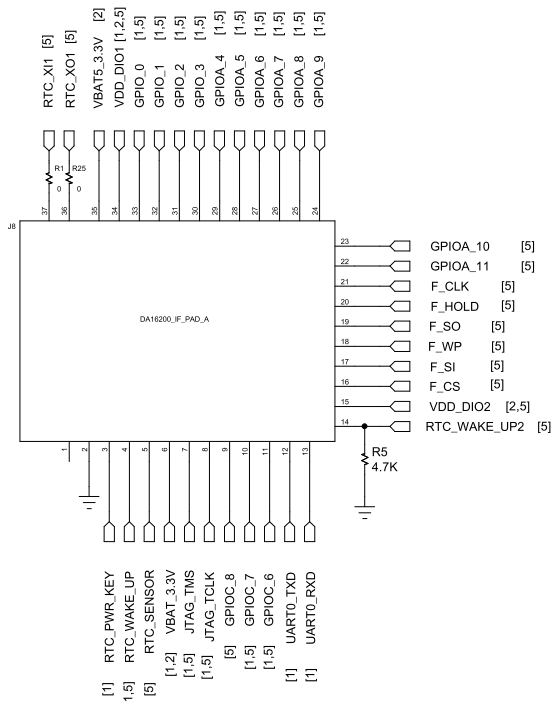 RTC_XI1 [5]
RTC_XO1 [5]
VBAT5_3.3V [2]
VDD_DIO1 [1,2,5]
GPIO_0 [1,5]
GPIO_1 [1,5]
GPIO_2 [1,5]
GPIO_3 [1,5]
GPIOA_4 [1,5]
GPIOA_5 [1,5]
GPIOA_6 [1,5]
GPIOA_7 [1,5]
GPIOA_8 [1,5]
GPIOA_9 [1,5]
R1
0
R25
0
37
36
35
34
33
32
31
30
29
28
27
26
25
24
J8
DA16200_IF_PAD_A
23 GPIOA_10 [5]
22 GPIOA_11 [5]
21 F_CLK [5]
20 F_HOLD [5]
19 F_SO [5]
18 F_WP [5]
17 F_SI [5]
16 F_CS [5]
15 VDD_DIO2 [2,5]
14 RTC_WAKE_UP2 [5]
R5
4.7K
1
2
3
4
5
6
7
8
9
10
11
12
13
[1] RTC_PWR_KEY
1,5] RTC_WAKE_UP
[5] RTC_SENSOR
[1,2] VBAT_3.3V
[1,5] JTAG_TMS
[1,5] JTAG_TCLK
[5] GPIOC_8
[1,5] GPIOC_7
[1,5] GPIOC_6
[1] UART0_TXD
[1] UART0_RXD